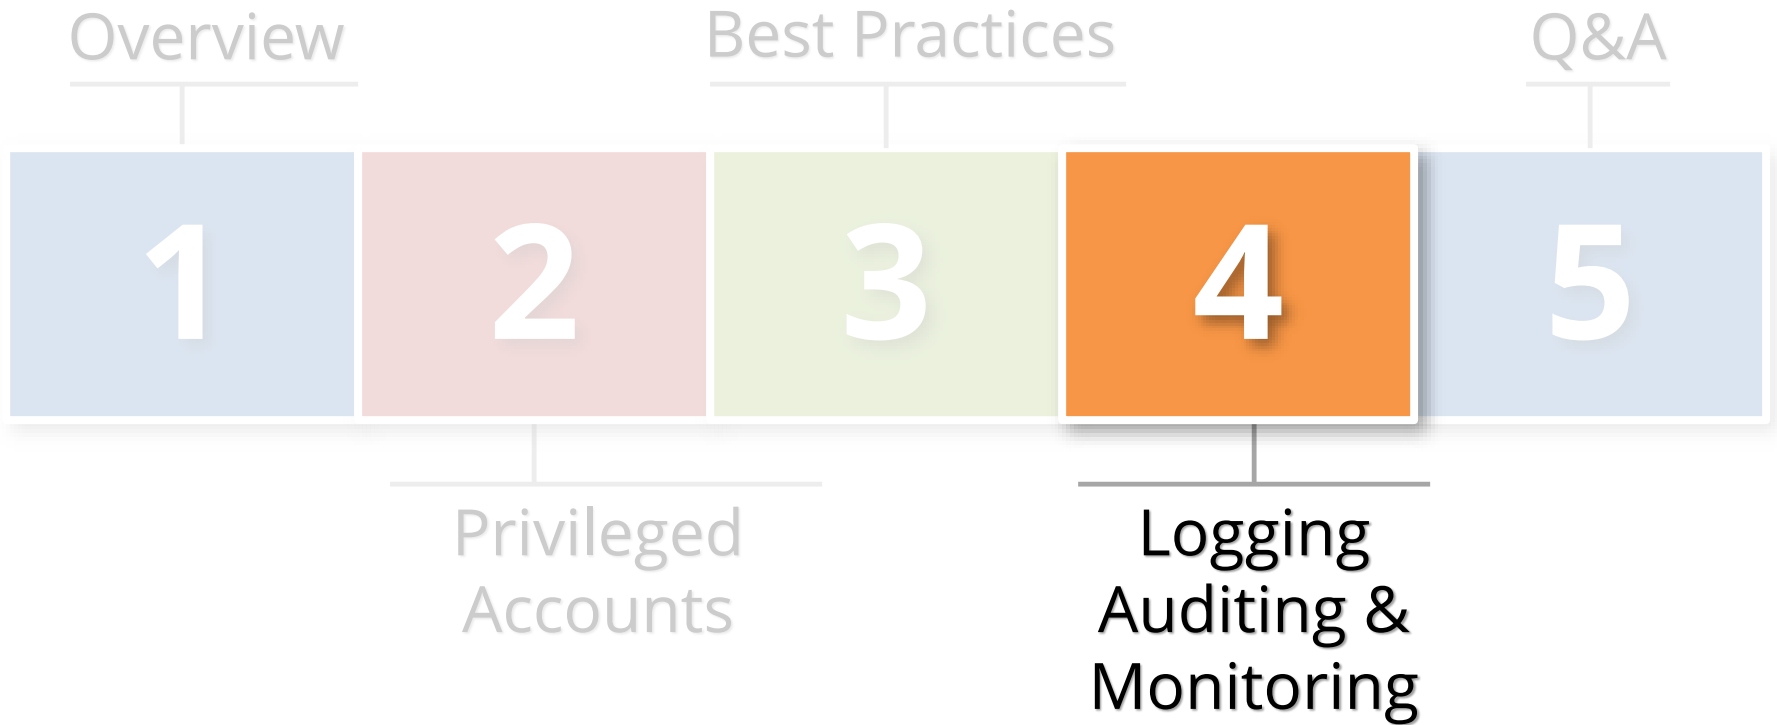 Overview
Best Practices
Q&A
1
2
3
4
5
Privileged
Accounts
Logging
Auditing &
Monitoring